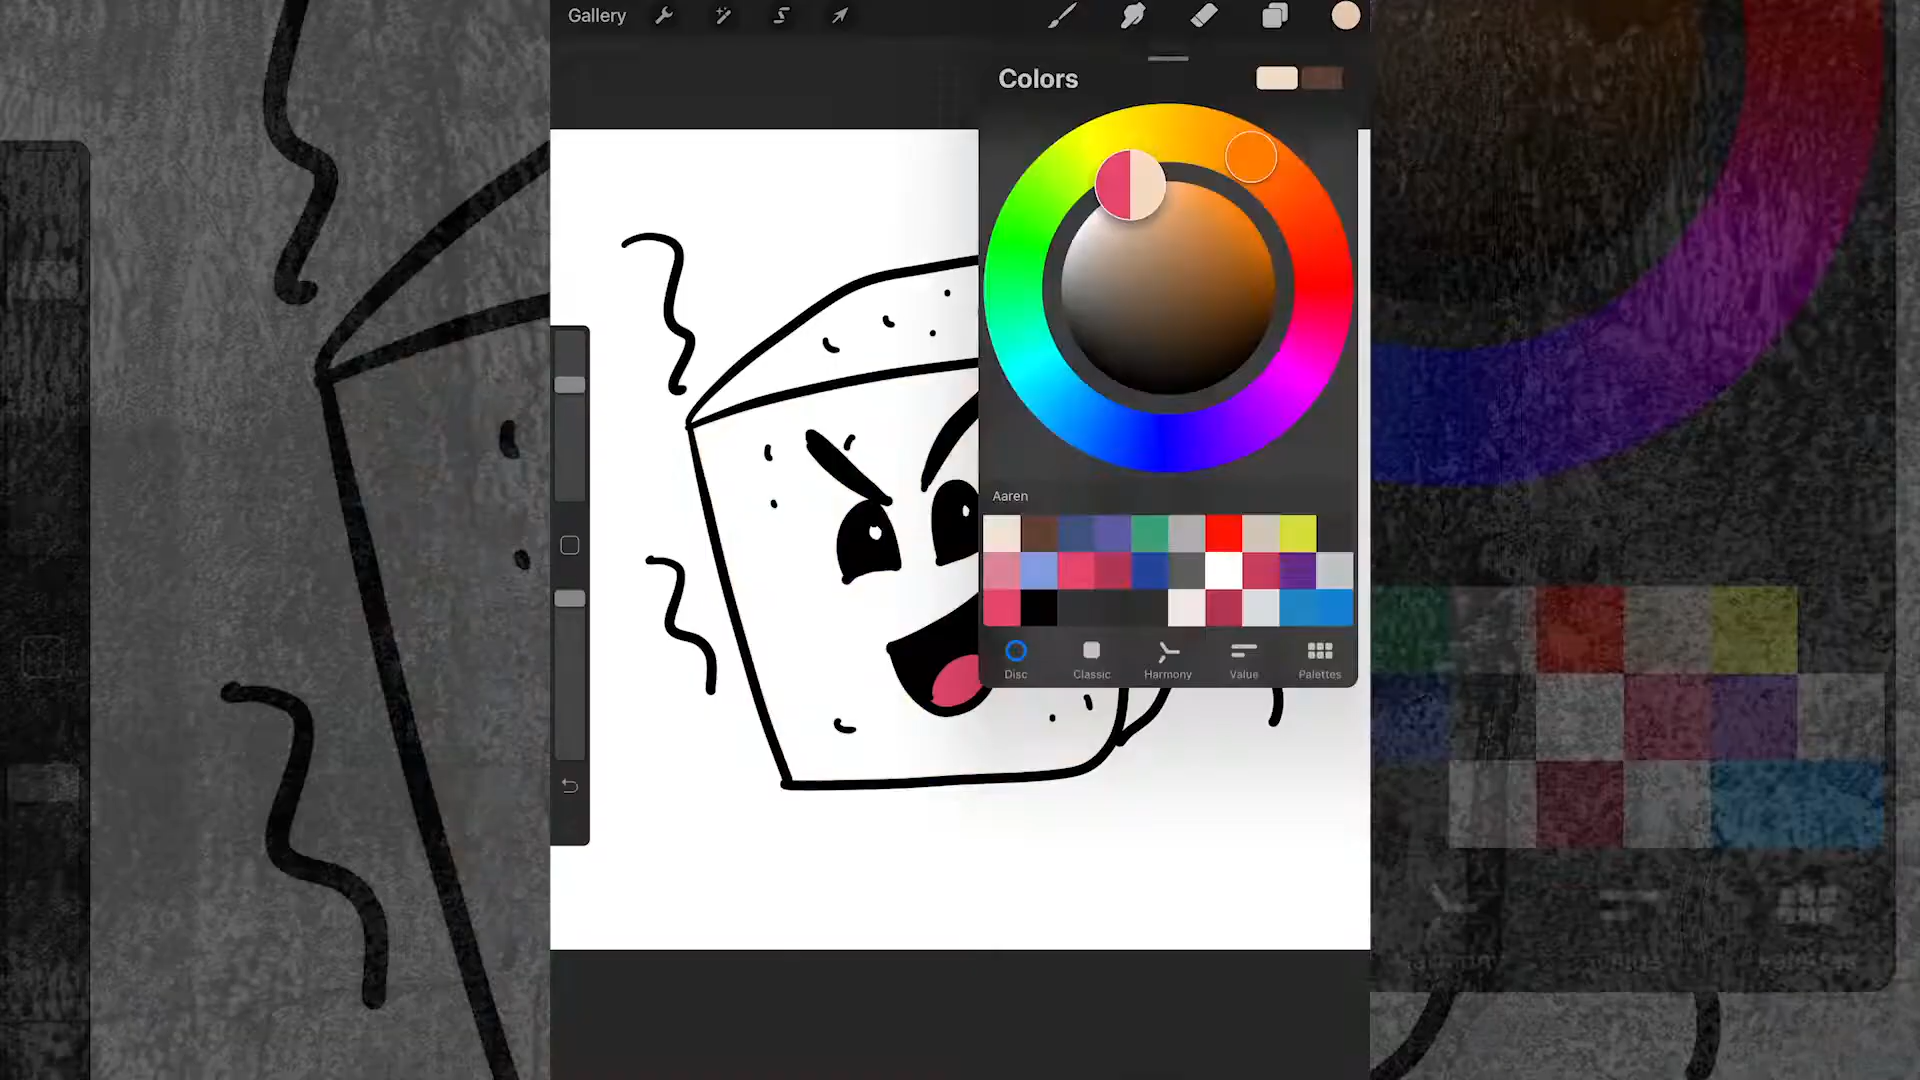 Gallery
Colors
Aaren
Disc
Classic
Harmony
Value
Palettes